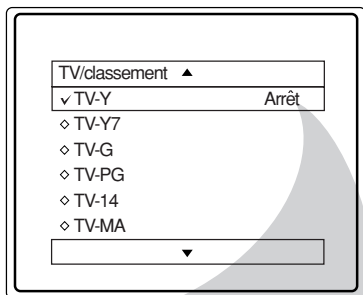 TV/classement ▲
✓ TV-Y Arrêt
◇ TV-Y7
◇ TV-G
◇ TV-PG
◇ TV-14
◇ TV-MA
▼